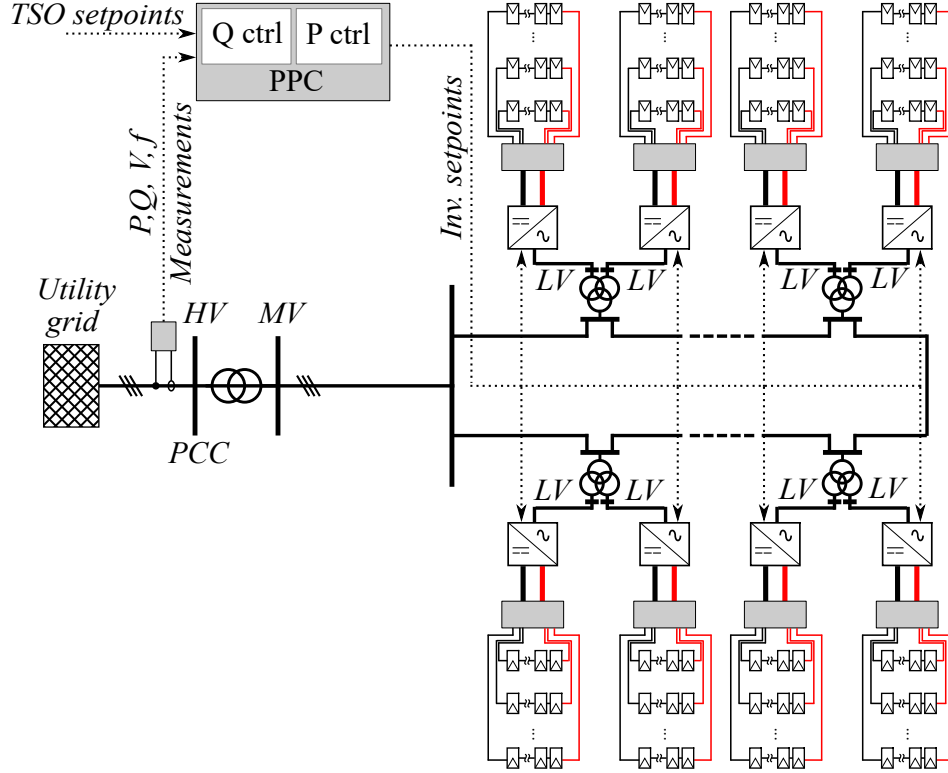 TSO setpoints
Q ctrl
P ctrl
PPC
P,Q, V, f
Measurements
Inv. setpoints
Utility
grid
HV
MV
PCC
LV
LV
LV
LV
LV
LV
LV
LV